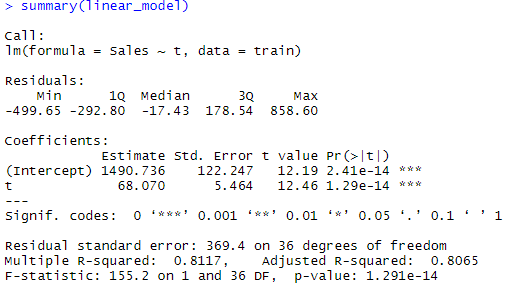 > summary(linear_model)
Call:
lm(formula = Sales ~ t, data = train)
Residuals:
    Min      1Q  Median      3Q     Max
-499.65 -292.80  -17.43  178.54  858.60
Coefficients:
            Estimate Std. Error t value Pr(>|t|)
(Intercept) 1490.736    122.247   12.19 2.41e-14 ***
t             68.070      5.464   12.46 1.29e-14 ***
---
Signif. codes:  0 ‘***’ 0.001 ‘**’ 0.01 ‘*’ 0.05 ‘.’ 0.1 ‘ ’ 1
Residual standard error: 369.4 on 36 degrees of freedom
Multiple R-squared:  0.8117,    Adjusted R-squared:  0.8065
F-statistic: 155.2 on 1 and 36 DF,  p-value: 1.291e-14